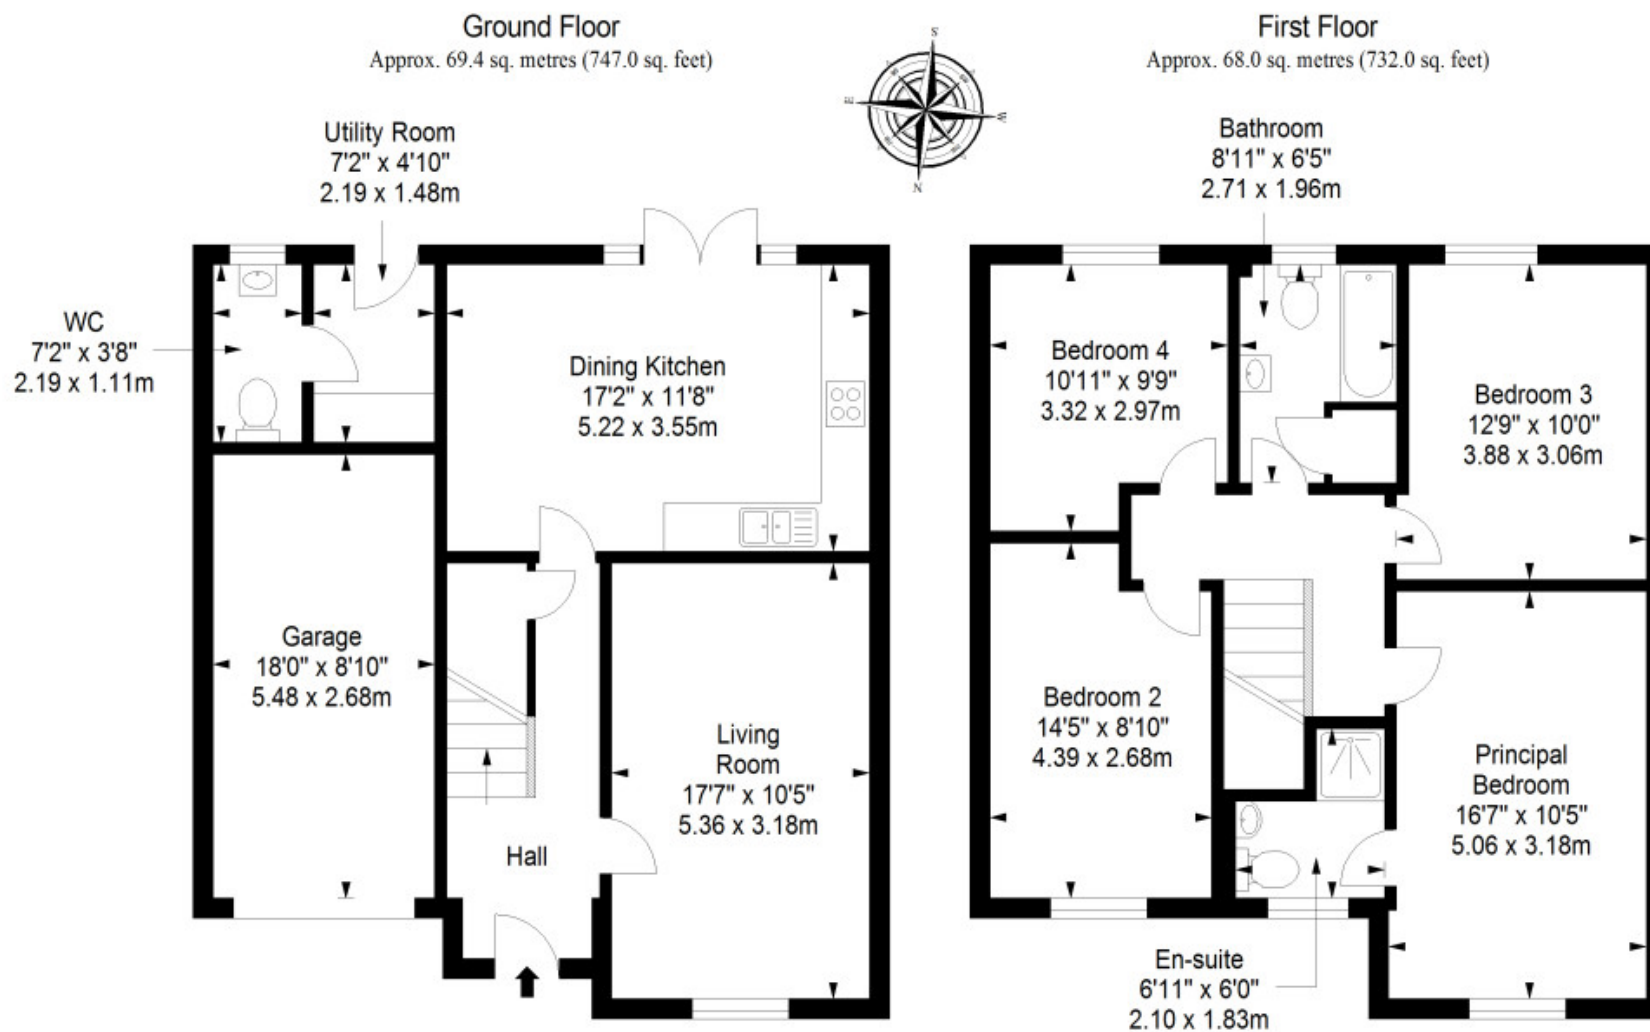 Ground Floor
Approx. 69.4 sq. metres (747.0 sq. feet)
First Floor
Approx. 68.0 sq. metres (732.0 sq. feet)
S
E
W
N
Utility Room
7'2" x 4'10"
2.19 x 1.48m
Bathroom
8'11" x 6'5"
2.71 x 1.96m
WC
7'2" x 3'8"
2.19 x 1.11m
Dining Kitchen
17'2" x 11'8"
5.22 x 3.55m
Bedroom 4
10'11" x 9'9"
3.32 x 2.97m
Bedroom 3
12'9" x 10'0"
3.88 x 3.06m
Garage
18'0" x 8'10"
5.48 x 2.68m
Living
Room
17'7" x 10'5"
5.36 x 3.18m
Hall
Bedroom 2
14'5" x 8'10"
4.39 x 2.68m
Principal
Bedroom
16'7" x 10'5"
5.06 x 3.18m
En-suite
6'11" x 6'0"
2.10 x 1.83m